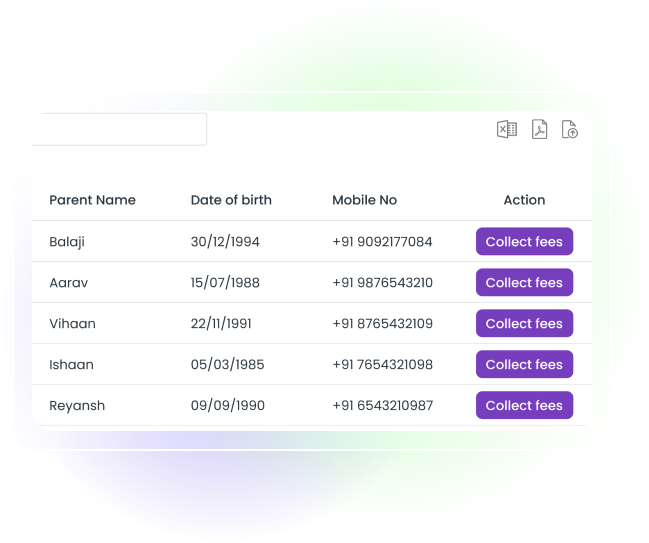 Parent Name Date of birth Mobile No Action
Balaji 30/12/1994 +91 9092177084 Collect fees
Aarav 15/07/1988 +91 9876543210 Collect fees
Vihaan 22/11/1991 +91 8765432109 Collect fees
Ishaan 05/03/1985 +91 7654321098 Collect fees
Reyansh 09/09/1990 +91 6543210987 Collect fees